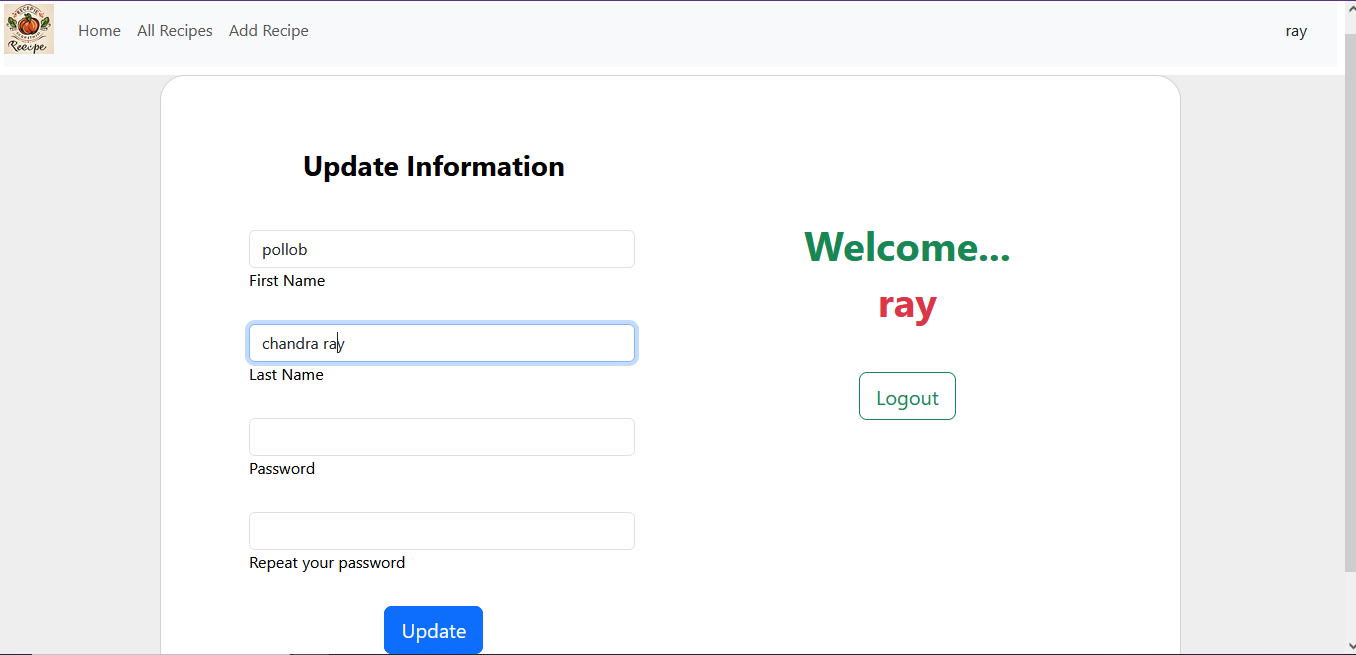 RECEPIE
Recipe
Home All Recipes Add Recipe
ray
Update Information
pollob
First Name
chandra ray
Last Name
Password
Repeat your password
Update
Welcome...
ray
Logout